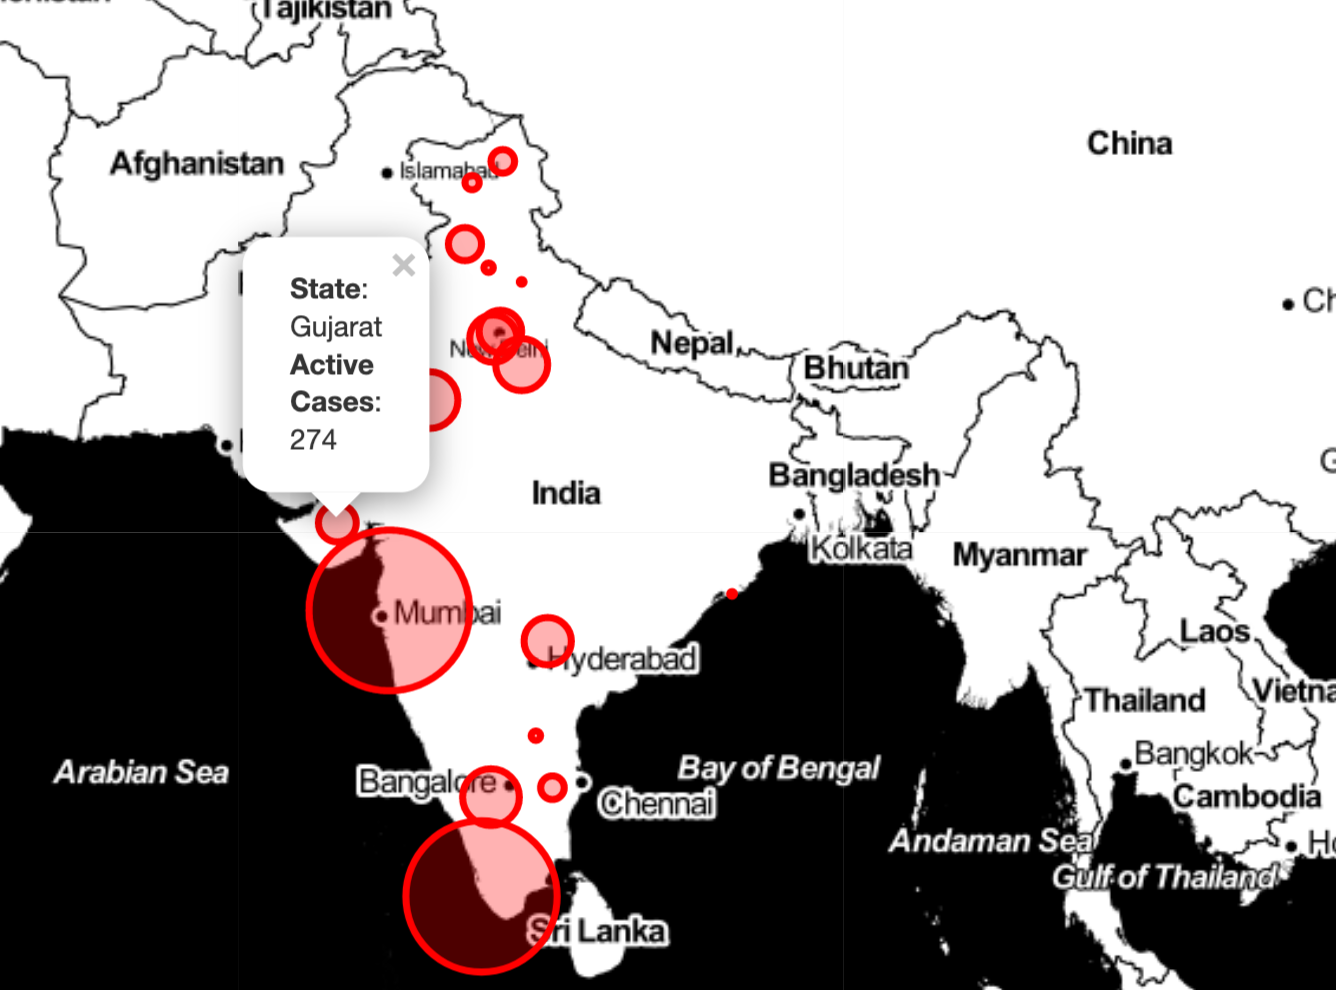 Tajikistan
China
Afghanistan
Islamabad
×
State:
Gujarat
Active
Cases:
274
Nepal
Bhutan
India
Bangladesh
Kolkata
Myanmar
Mumbai
Hyderabad
Laos
Thailand
Arabian Sea
Bangalore
Bay of Bengal
Chennai
Bangkok
Cambodia
Andaman Sea
Gulf of Thailand
Sri Lanka